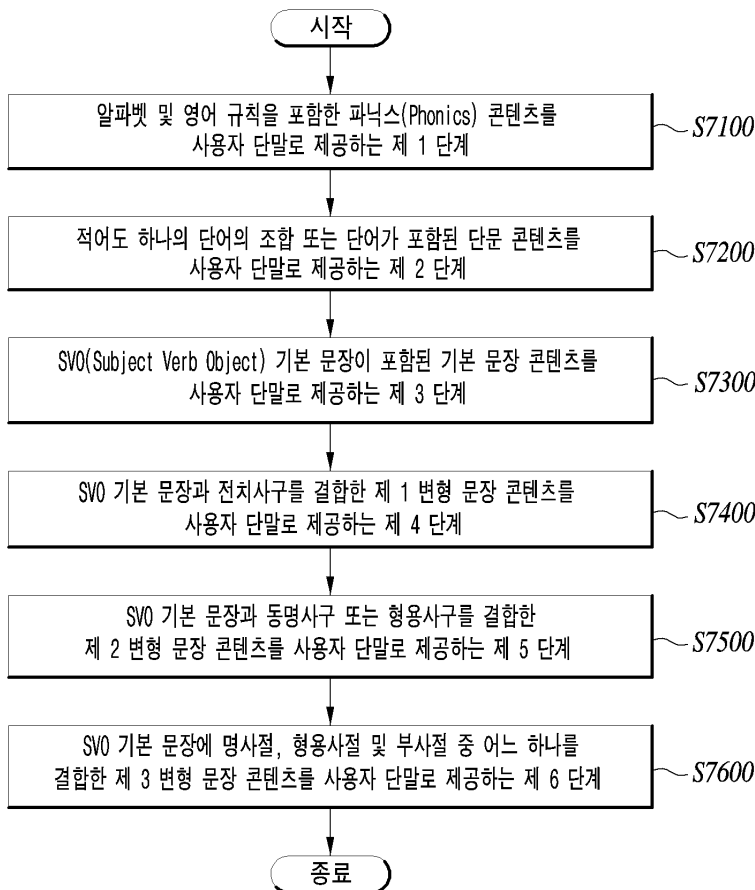 시작
알파벳 및 영어 규칙을 포함한 파닉스(Phonics) 콘텐츠를
사용자 단말로 제공하는 제 1 단계
S7100
적어도 하나의 단어의 조합 또는 단어가 포함된 단문 콘텐츠를
사용자 단말로 제공하는 제 2 단계
S7200
SVO(Subject Verb Object) 기본 문장이 포함된 기본 문장 콘텐츠를
사용자 단말로 제공하는 제 3 단계
S7300
SVO 기본 문장과 전치사구를 결합한 제 1 변형 문장 콘텐츠를
사용자 단말로 제공하는 제 4 단계
S7400
SVO 기본 문장과 동명사구 또는 형용사구를 결합한
제 2 변형 문장 콘텐츠를 사용자 단말로 제공하는 제 5 단계
S7500
SVO 기본 문장에 명사절, 형용사절 및 부사절 중 어느 하나를
결합한 제 3 변형 문장 콘텐츠를 사용자 단말로 제공하는 제 6 단계
S7600
종료